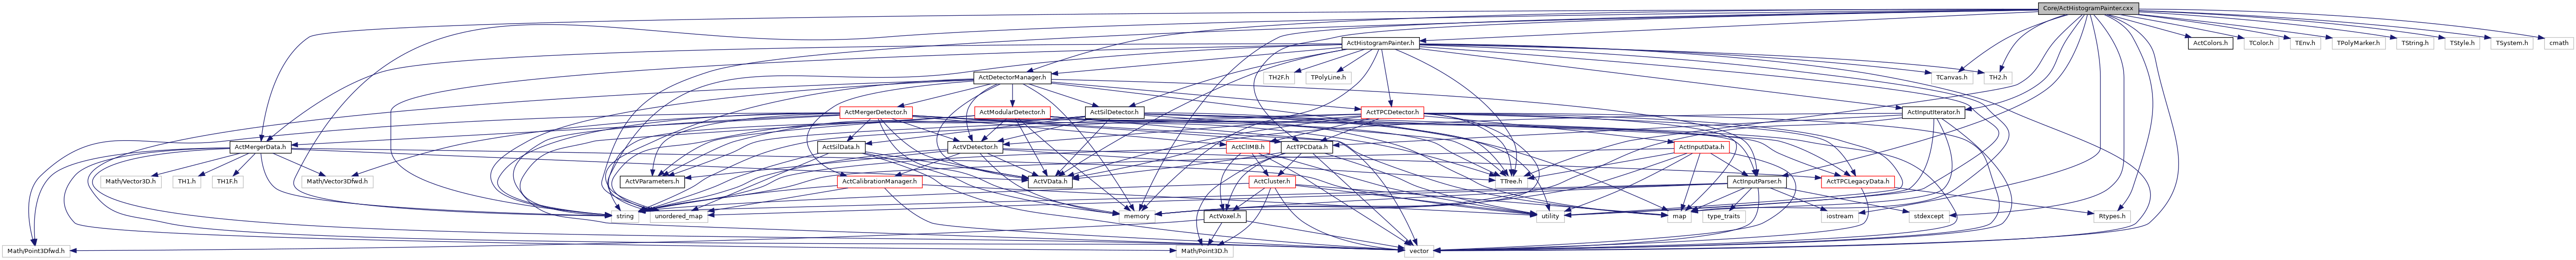 Core/ActHistogramPainter.cxx
ActHistogramPainter.h
ActColors.h
TColor.h
TEnv.h
TPolyMarker.h
TString.h
TStyle.h
TSystem.h
cmath
ActDetectorManager.h
TH2F.h
TPolyLine.h
TCanvas.h
TH2.h
ActMergerDetector.h
ActModularDetector.h
ActSilDetector.h
ActTPCDetector.h
ActInputIterator.h
ActMergerData.h
ActSilData.h
ActVDetector.h
ActCliMB.h
ActTPCData.h
ActInputData.h
Math/Vector3D.h
TH1.h
TH1F.h
Math/Vector3Dfwd.h
ActVParameters.h
ActCalibrationManager.h
ActVData.h
ActCluster.h
TTree.h
ActInputParser.h
ActTPCLegacyData.h
string
unordered_map
memory
ActVoxel.h
utility
map
type_traits
iostream
stdexcept
Rtypes.h
Math/Point3Dfwd.h
Math/Point3D.h
vector